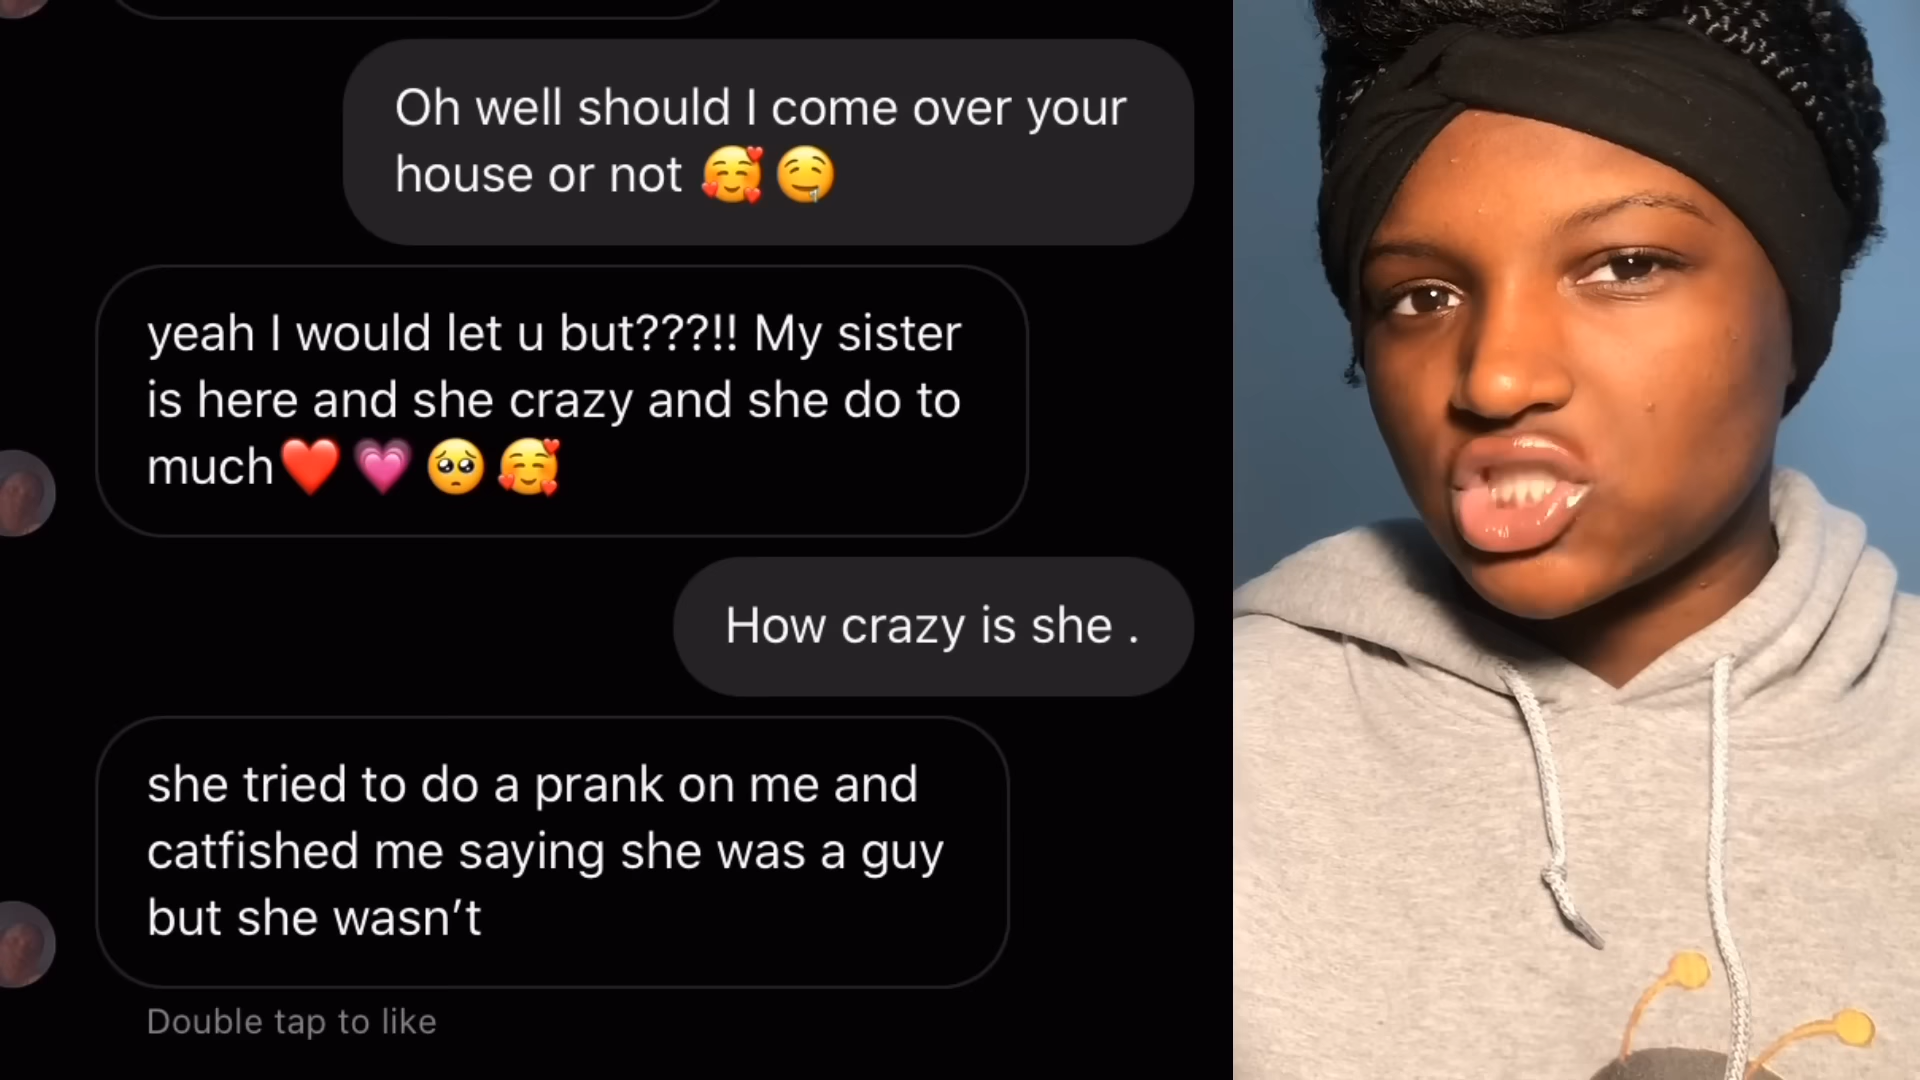 Oh well should I come over your
house or not 🥰 🤤
yeah I would let u but???!! My sister
is here and she crazy and she do to
much❤️ 💗 🥺 🥰
How crazy is she .
she tried to do a prank on me and
catfished me saying she was a guy
but she wasn’t
Double tap to like